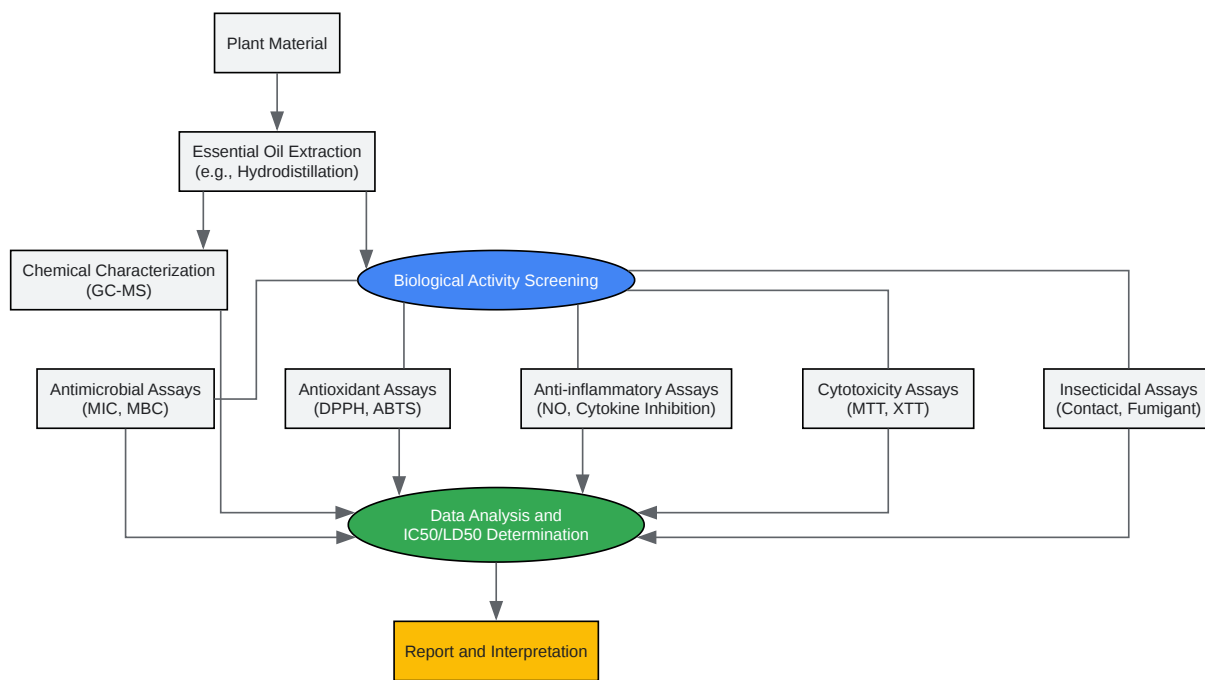 Plant Material
Essential Oil Extraction
(e.g., Hydrodistillation)
Chemical Characterization
(GC-MS)
Biological Activity Screening
Antimicrobial Assays
(MIC, MBC)
Antioxidant Assays
(DPPH, ABTS)
Anti-inflammatory Assays
(NO, Cytokine Inhibition)
Cytotoxicity Assays
(MTT, XTT)
Insecticidal Assays
(Contact, Fumigant)
Data Analysis and
IC50/LD50 Determination
Report and Interpretation